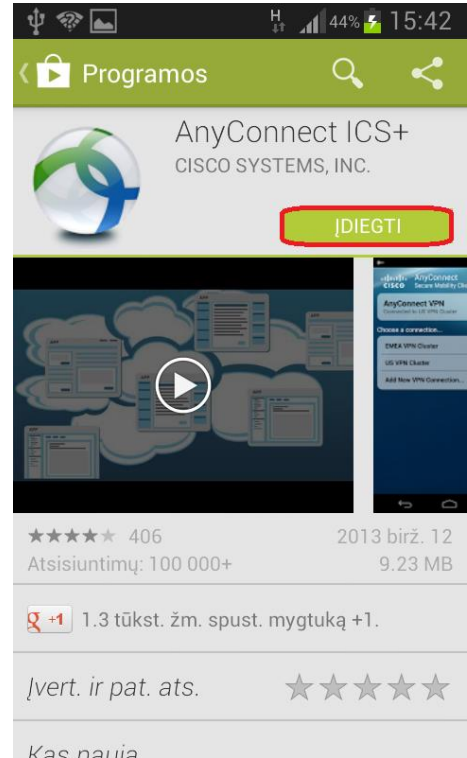 H 44% 15:42
Programos
AnyConnect ICS+
CISCO SYSTEMS, INC.
ĮDIEGTI
CISCO AnyConnect
Secure Mobility Clie
AnyConnect VPN
Connected to US VPN Cluster
Choose a connection...
EMEA VPN Cluster
US VPN Cluster
Add New VPN Connection...
406 2013 birž. 12
Atsisiuntimų: 100 000+ 9.23 MB
g +1 1.3 tūkst. žm. spust. mygtuką +1.
Įvert. ir pat. ats.
Kas nauja